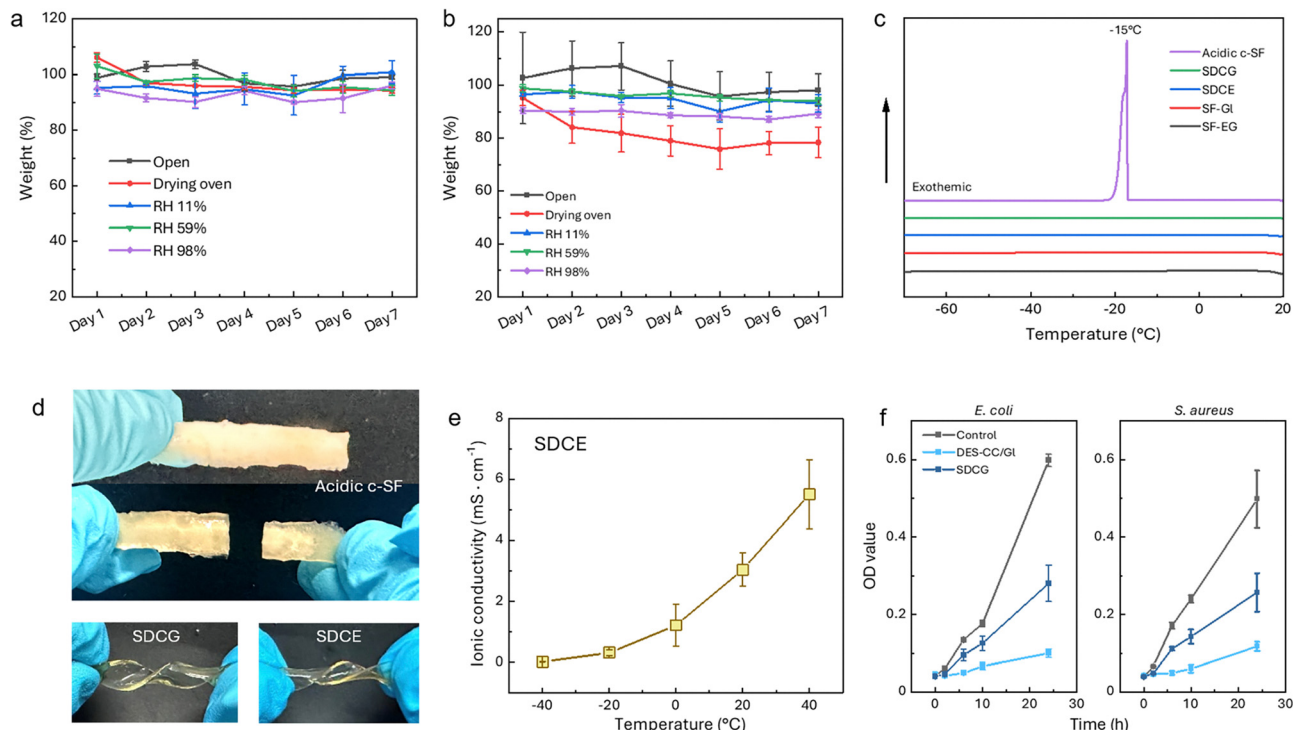 a
120
100
80
60
40
20
Weight (%)
Open
Drying oven
RH 11%
RH 59%
RH 98%
Day 1
Day 2
Day 3
Day 4
Day 5
Day 6
Day 7
b
120
100
80
60
40
20
Weight (%)
Open
Drying oven
RH 11%
RH 59%
RH 98%
Day 1
Day 2
Day 3
Day 4
Day 5
Day 6
Day 7
c
-15°C
Acidic c-SF
SDCG
SDCE
SF-Gl
SF-EG
Exothemic
-60
-40
-20
0
20
Temperature (°C)
d
Acidic c-SF
SDCG
SDCE
e
SDCE
8
6
4
2
0
Ionic conductivity (mS · cm⁻¹)
-40
-20
0
20
40
Temperature (°C)
f
E. coli
S. aureus
Control
DES-CC/Gl
SDCG
0.6
0.4
0.2
0
OD value
0
10
20
30
0.6
0.4
0.2
0
0
10
20
30
Time (h)